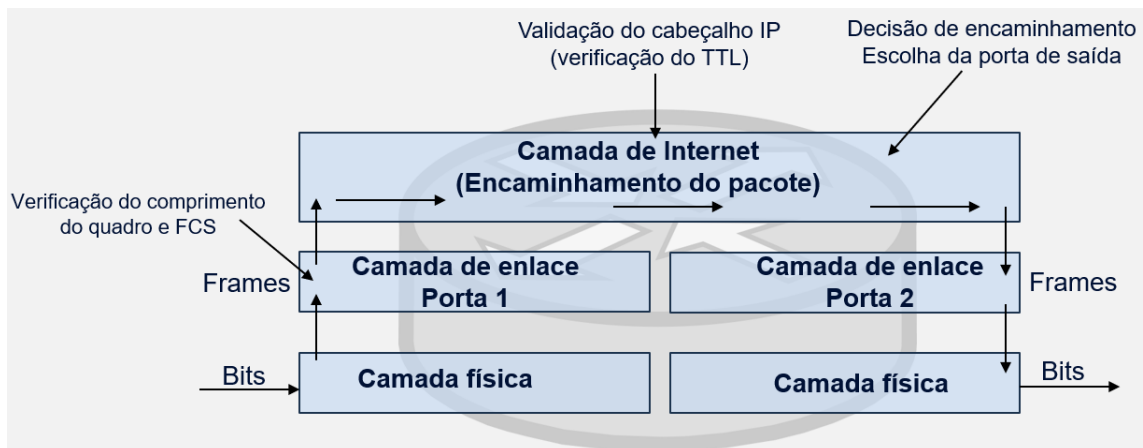 Validação do cabeçalho IP
(verificação do TTL)
Decisão de encaminhamento
Escolha da porta de saída
Camada de Internet
(Encaminhamento do pacote)
Verificação do comprimento
do quadro e FCS
Frames
Camada de enlace
Porta 1
Camada de enlace
Porta 2
Frames
Bits
Camada física
Camada física
Bits